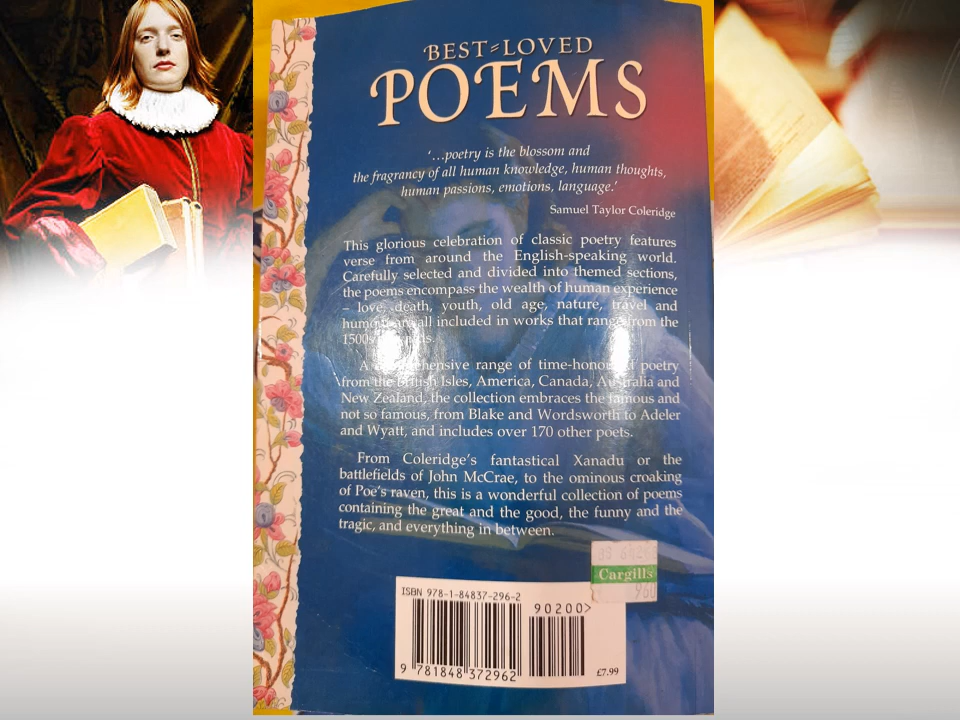 BEST-LOVED
POEMS
‘…poetry is the blossom and
the fragrancy of all human knowledge, human thoughts,
human passions, emotions, language.’
Samuel Taylor Coleridge
This glorious celebration of classic poetry features
verse from around the English-speaking world.
Carefully selected and divided into themed sections,
the poems encompass the wealth of human experience
– love, death, youth, old age, nature, travel and
all included in works that range from the
A comprehensive range of time-honoured poetry
from the British Isles, America, Canada, Australia and
New Zealand, the collection embraces the famous and
not so famous, from Blake and Wordsworth to Adeler
and Wyatt, and includes over 170 other poets.
From Coleridge’s fantastical Xanadu or the
battlefields of John McCrae, to the ominous croaking
of Poe’s raven, this is a wonderful collection of poems
containing the great and the good, the funny and the
tragic, and everything in between.
Cargills
960
ISBN 978-1-84837-296-2
90200>
9 781848 372962
£7.99